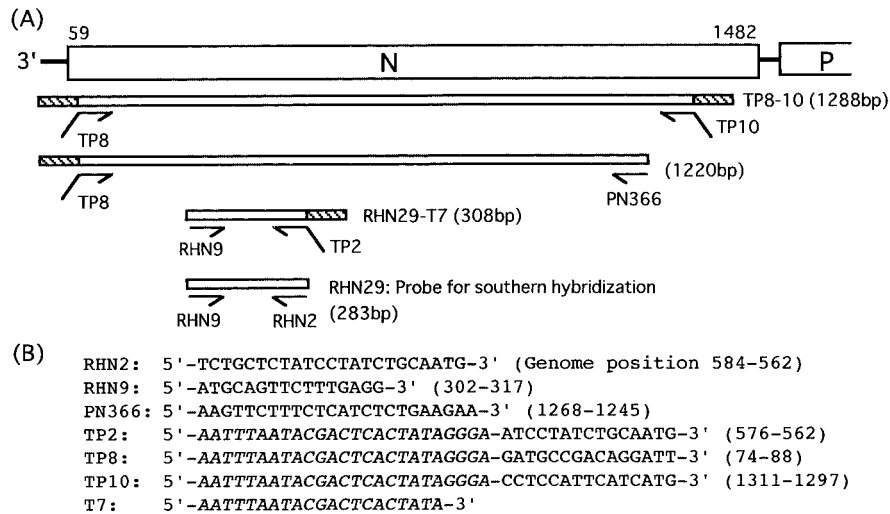 (A)
59 1482
3' N P
TP8-10 (1288bp)
TP8 TP10
(1220bp)
TP8 PN366
RHN29-T7 (308bp)
RHN9 TP2
RHN29: Probe for southern hybridization
(283bp)
RHN9 RHN2
(B)
RHN2: 5'-TCTGCTCTATCCTATCTGCAATG-3' (Genome position 584-562)
RHN9: 5'-ATGCAGTTCTTTGAGG-3' (302-317)
PN366: 5'-AAGTTCTTTCTCATCTCTGAAGAA-3' (1268-1245)
TP2: 5'-AATTTAATACGACTCACTATAGGGA-ATCCTATCTGCAATG-3' (576-562)
TP8: 5'-AATTTAATACGACTCACTATAGGGA-GATGCCGACAGGATT-3' (74-88)
TP10: 5'-AATTTAATACGACTCACTATAGGGA-CCTCCATTCATCATG-3' (1311-1297)
T7: 5'-AATTTAATACGACTCACTATA-3'